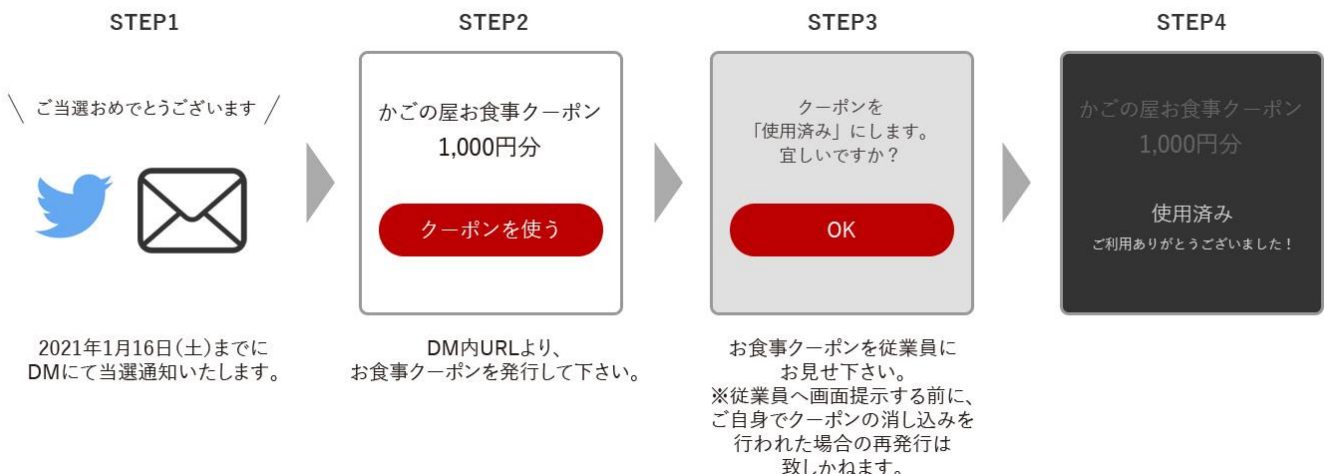 STEP1
ご当選おめでとうございます
2021年1月16日(土)までに
DMにて当選通知いたします。
STEP2
かごの屋お食事クーポン
1,000円分
クーポンを使う
DM内URLより、
お食事クーポンを発行して下さい。
STEP3
クーポンを
「使用済み」にします。
宜しいですか？
OK
お食事クーポンを従業員に
お見せ下さい。
※従業員へ画面提示する前に、
ご自身でクーポンの消し込みを
行われた場合の再発行は
致しかねます。
STEP4
かごの屋お食事クーポン
1,000円分
使用済み
ご利用ありがとうございました！